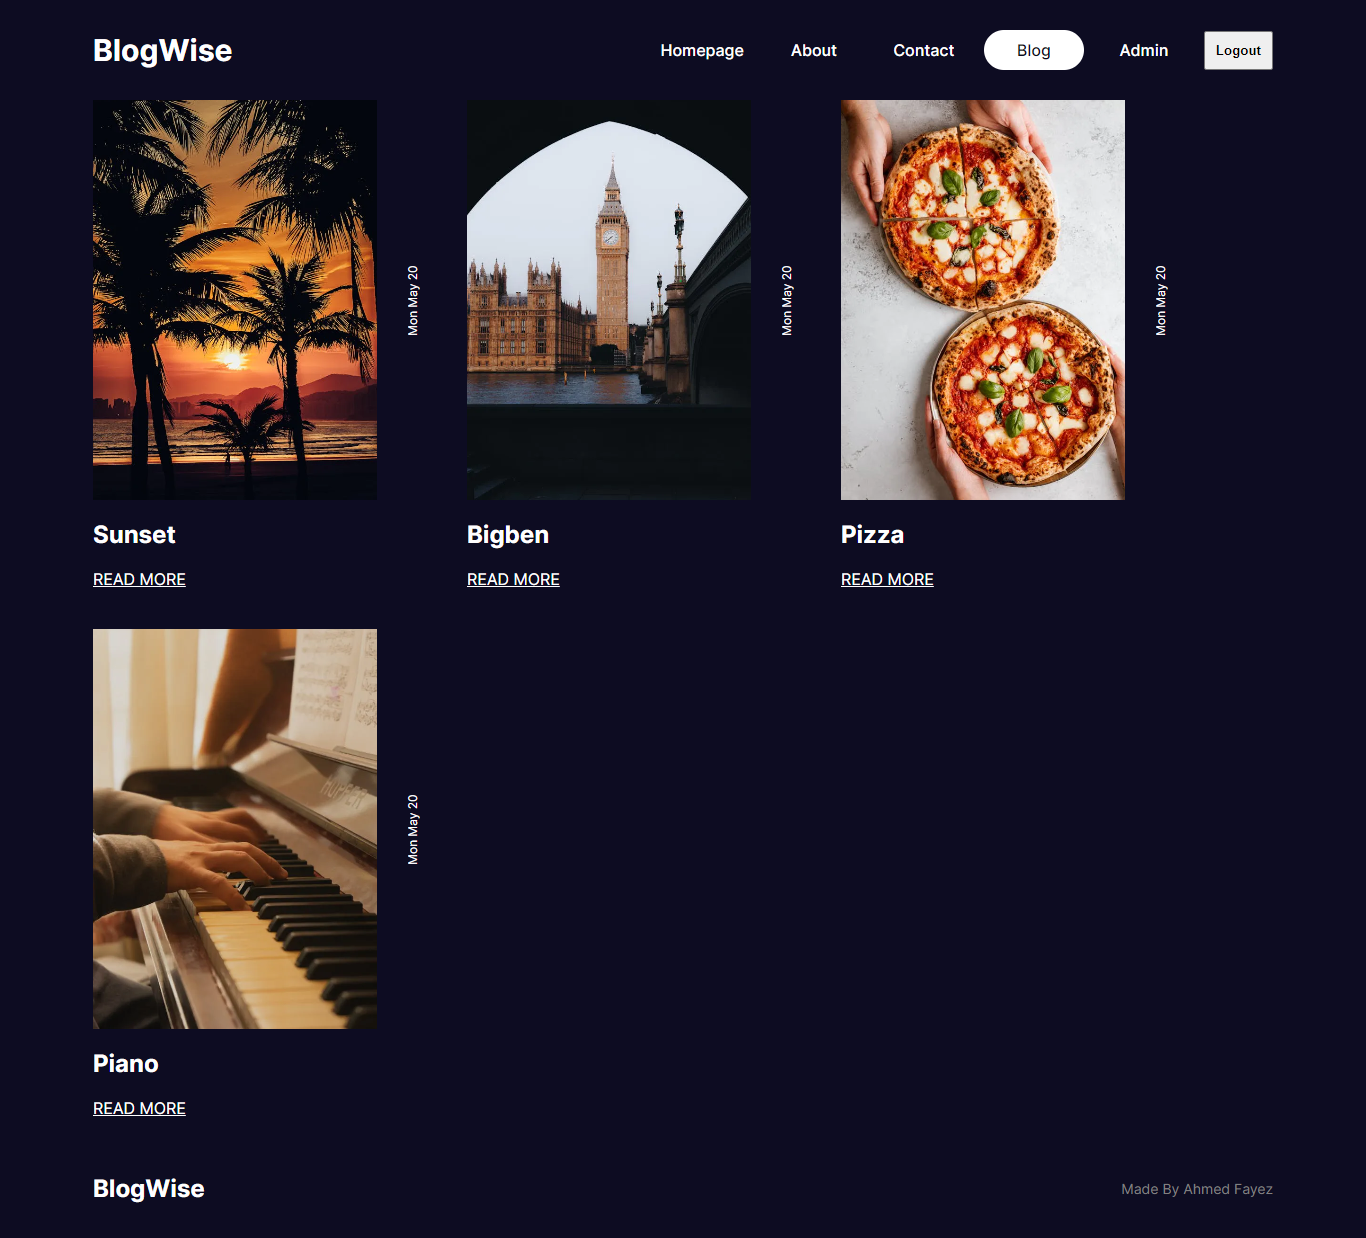 BlogWise
Homepage
About
Contact
Blog
Admin
Logout
Mon May 20
Mon May 20
Mon May 20
Sunset
Bigben
Pizza
READ MORE
READ MORE
READ MORE
Mon May 20
Piano
READ MORE
BlogWise
Made By Ahmed Fayez